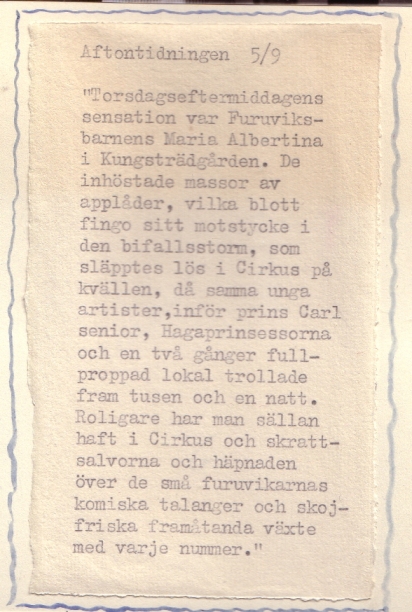 Aftontidningen 5/9
"Torsdagseftermiddagens
sensation var Furuviks-
barnens Maria Albertina
i Kungsträdgården. De
inhöstade massor av
applåder, vilka blott
fingo sitt motstycke i
den bifallsstorm, som
släpptes lös i Cirkus på
kvällen, då samma unga
artister,inför prins Carl
senior, Hagaprinsessorna
och en två gånger full-
proppad lokal trollade
fram tusen och en natt.
Roligare har man sällan
haft i Cirkus och skratt-
salvorna och häpnaden
över de små furuvikarnas
komiska talanger och skoj-
friska framåtanda växte
med varje nummer."